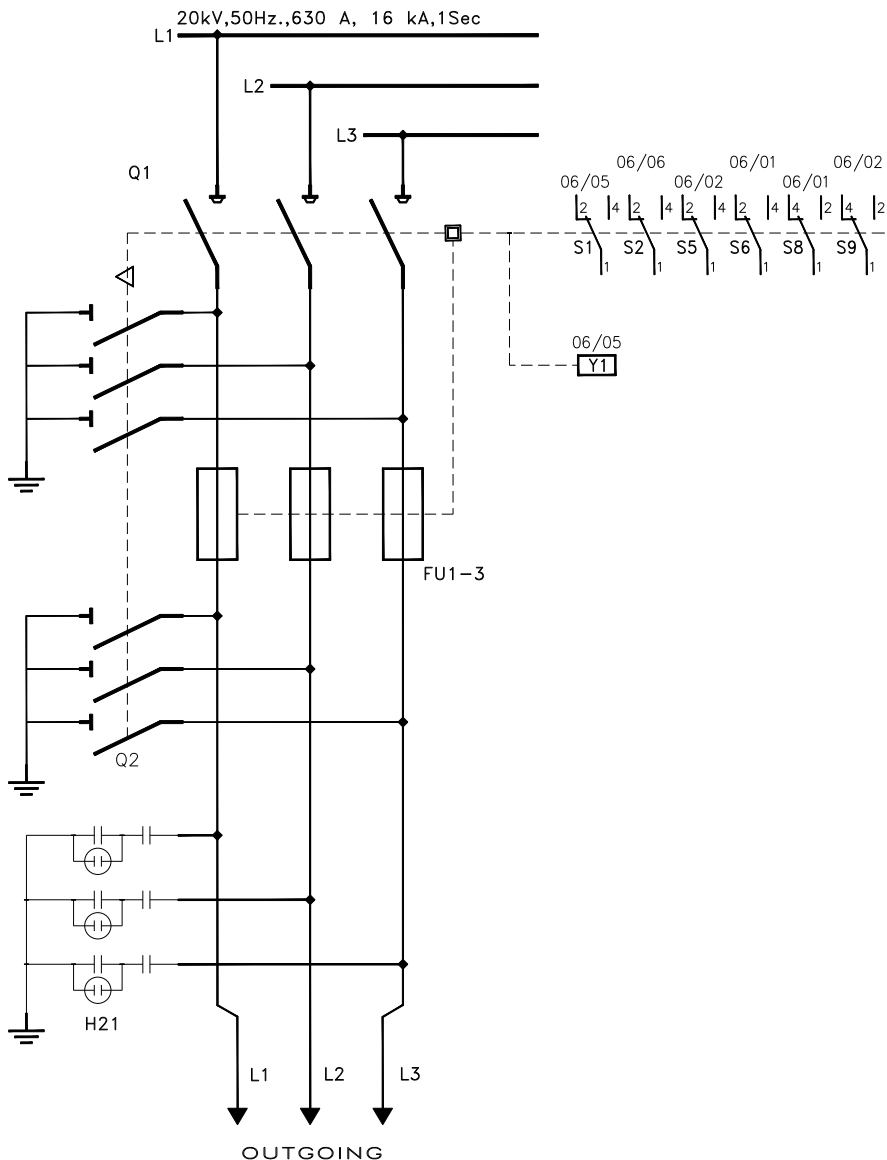 20kV,50Hz.,630 A, 16 kA,1Sec
L1
L2
L3
Q1
06/05 06/06 06/02 06/01 06/01 06/02
2 4 2 4 2 4 2 4 4 2 4 2
S1 S2 S5 S6 S8 S9
1 1 1 1 1 1
06/05
Y1
FU1-3
Q2
H21
L1 L2 L3
OUTGOING